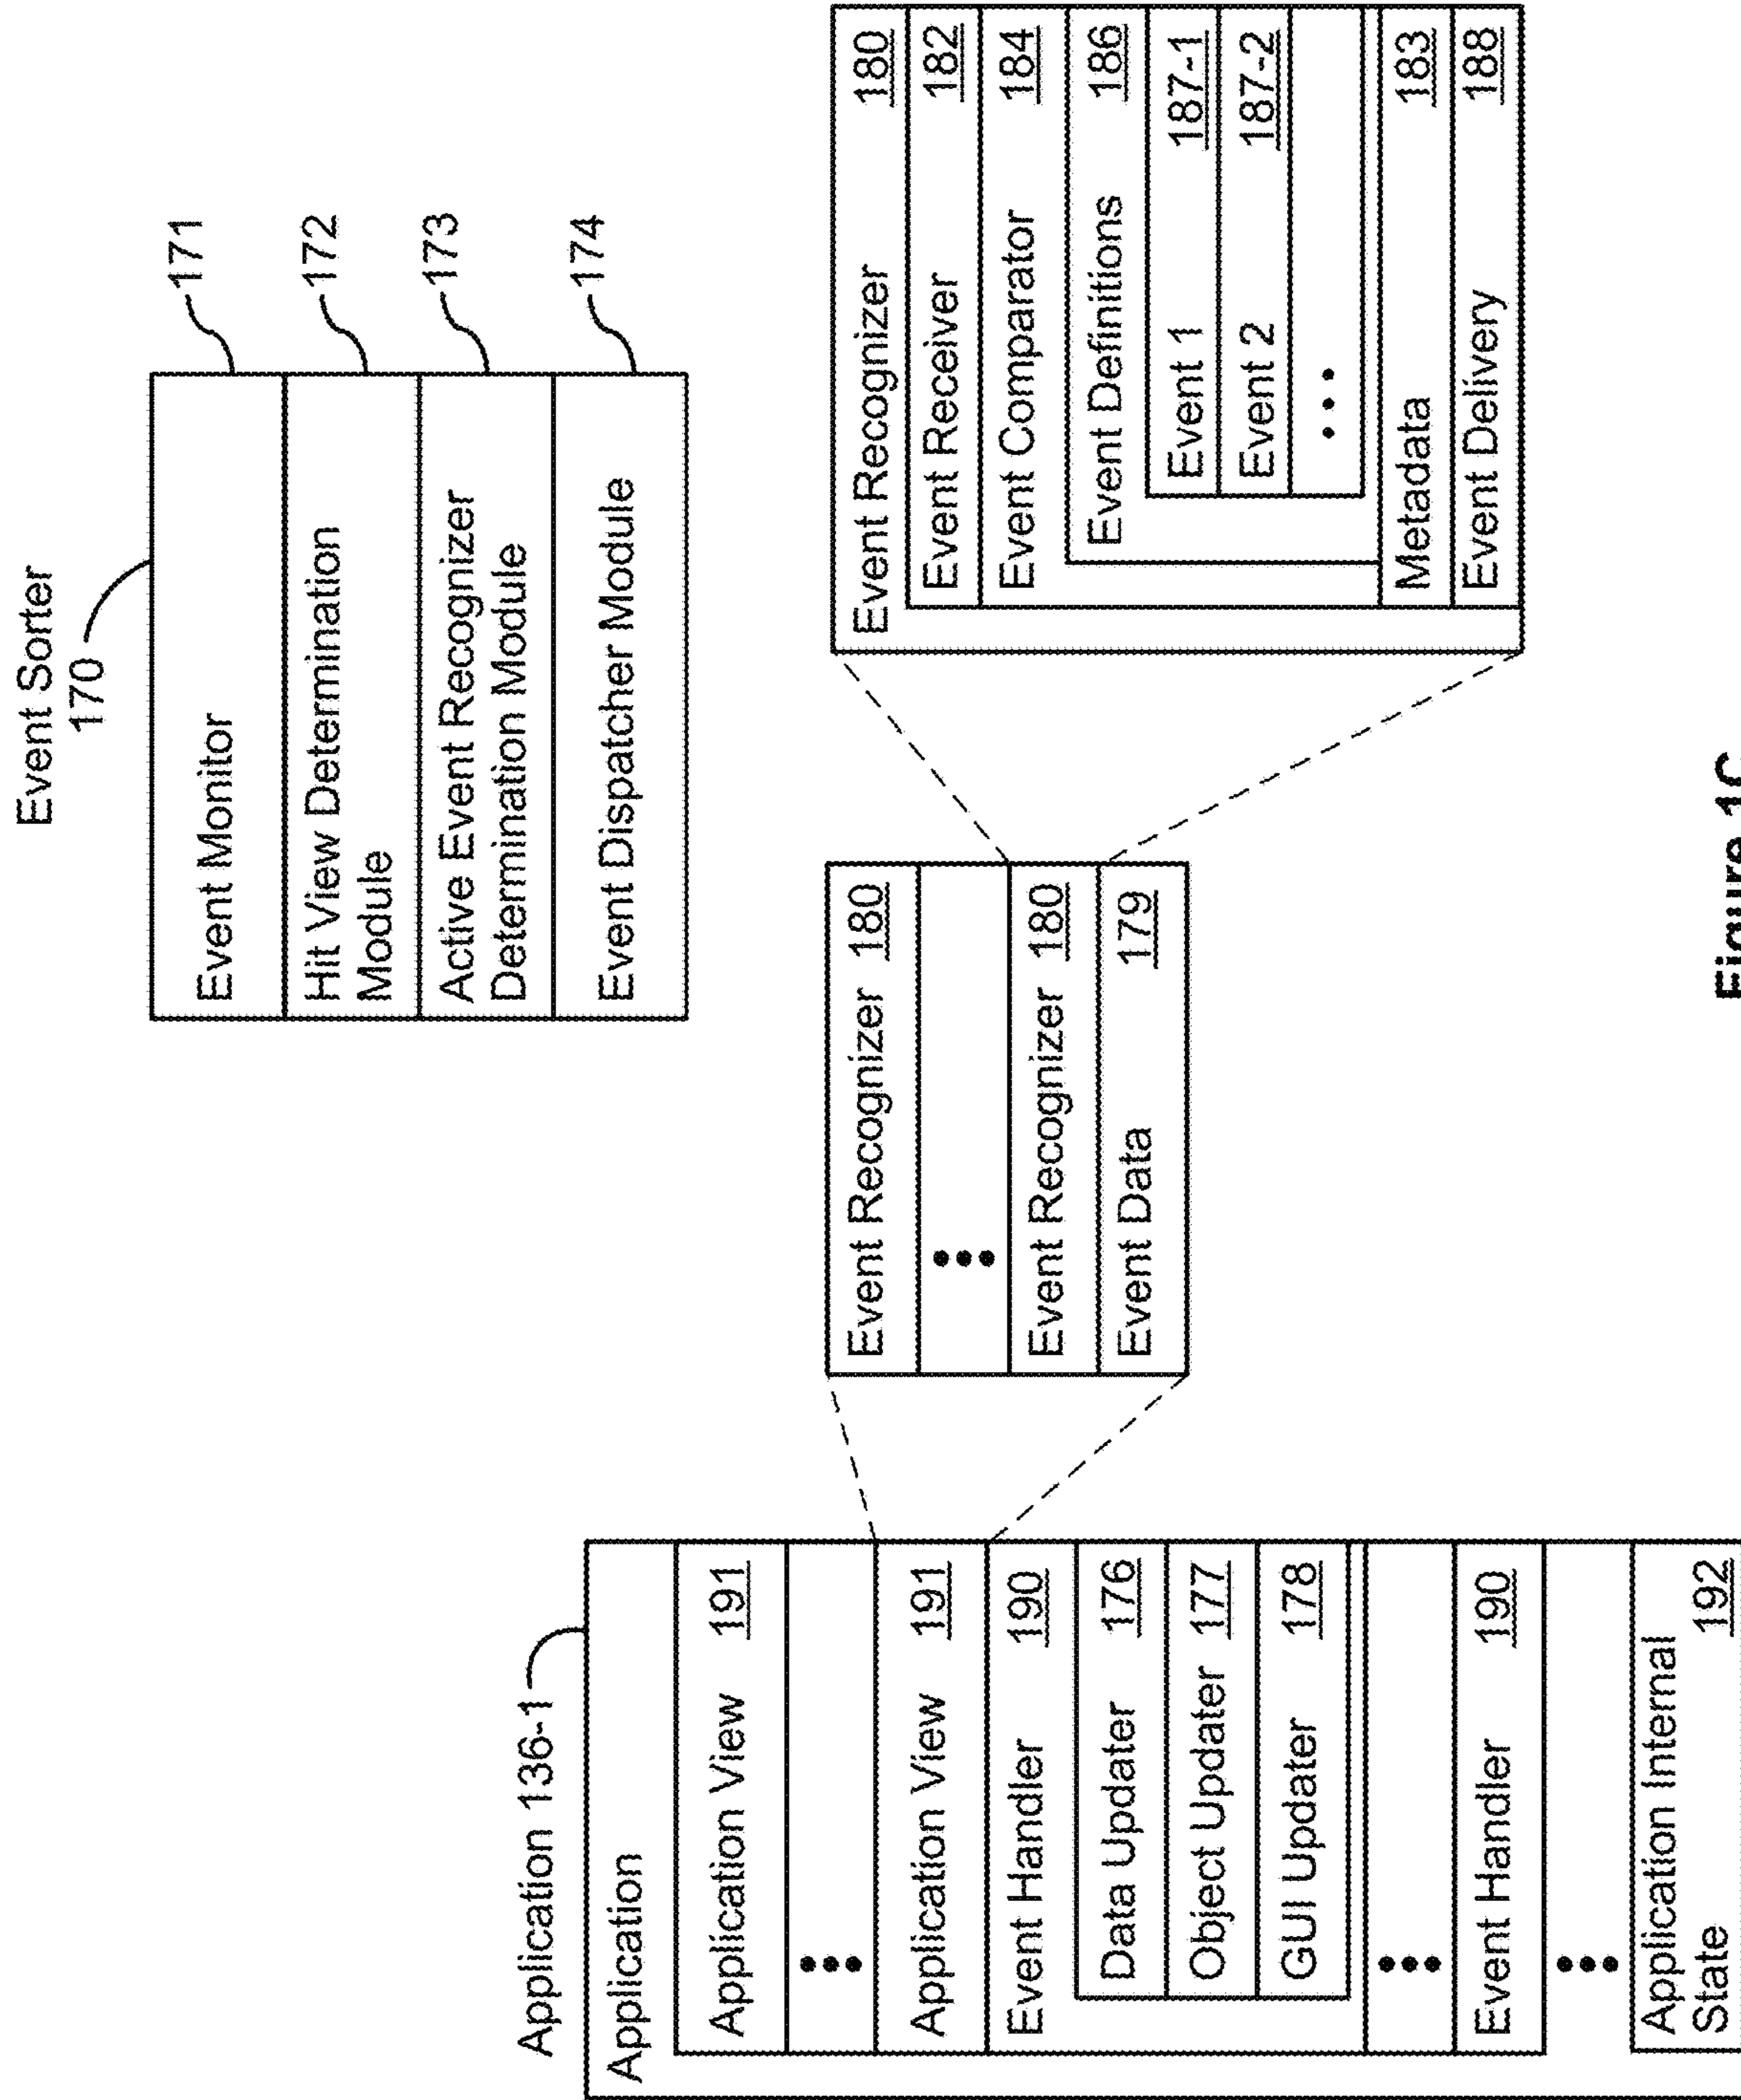 Event Sorter
170
Event Monitor
171
Hit View Determination
Module
172
Active Event Recognizer
Determination Module
173
Event Dispatcher Module
174
Application 136-1
Application
Application View 191
•••
Application View 191
Event Handler 190
Data Updater 176
Object Updater 177
GUI Updater 178
•••
Event Handler 190
•••
Application Internal
State 192
Event Recognizer 180
•••
Event Recognizer 180
Event Data 179
Event Recognizer 180
Event Receiver 182
Event Comparator 184
Event Definitions 186
Event 1 187-1
Event 2 187-2
•••
Metadata 183
Event Delivery 188
Figure 1C